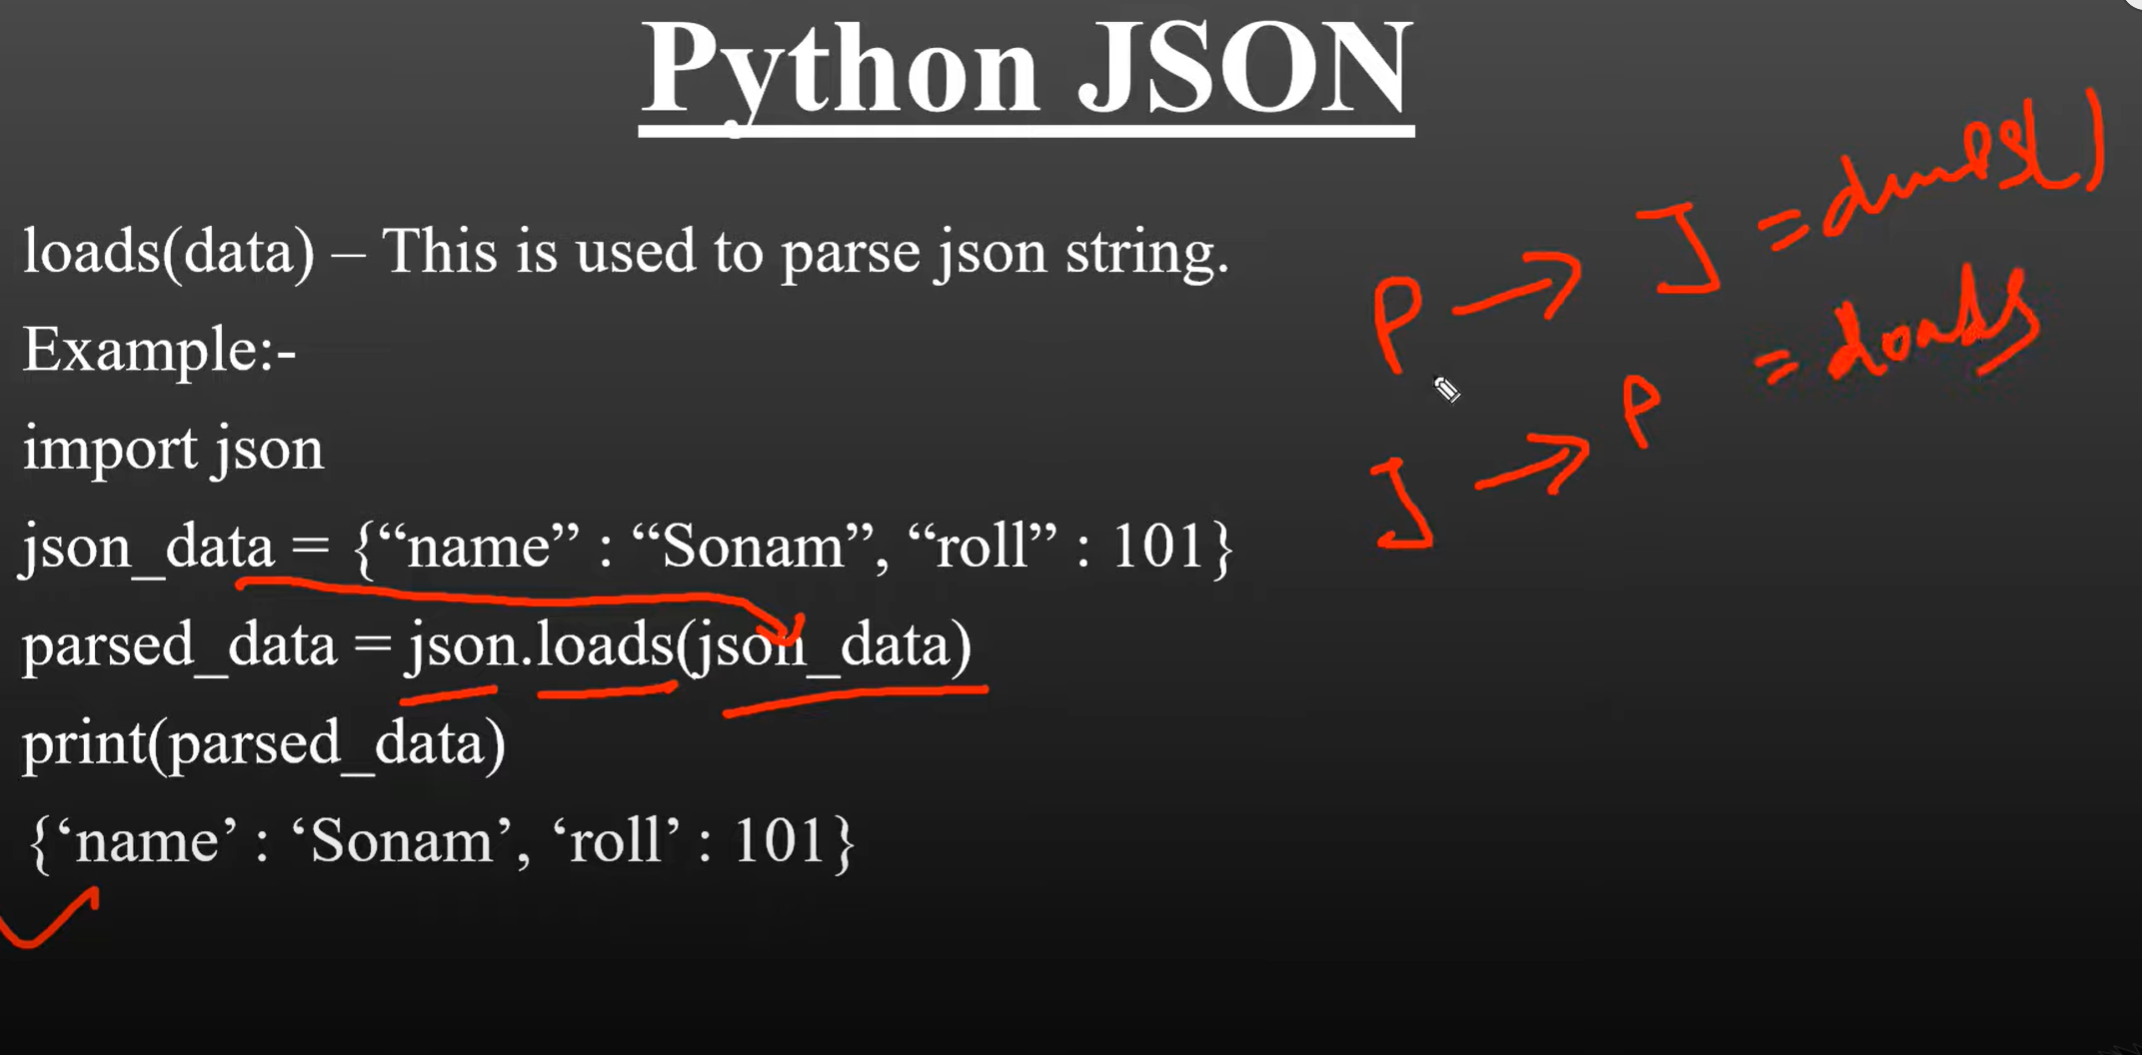 Python JSON
loads(data) – This is used to parse json string.
Example:-
import json
json_data = {“name” : “Sonam”, “roll” : 101}
parsed_data = json.loads(json_data)
print(parsed_data)
{‘name’ : ‘Sonam’, ‘roll’ : 101}
P → J = dumps()
J → P = loads